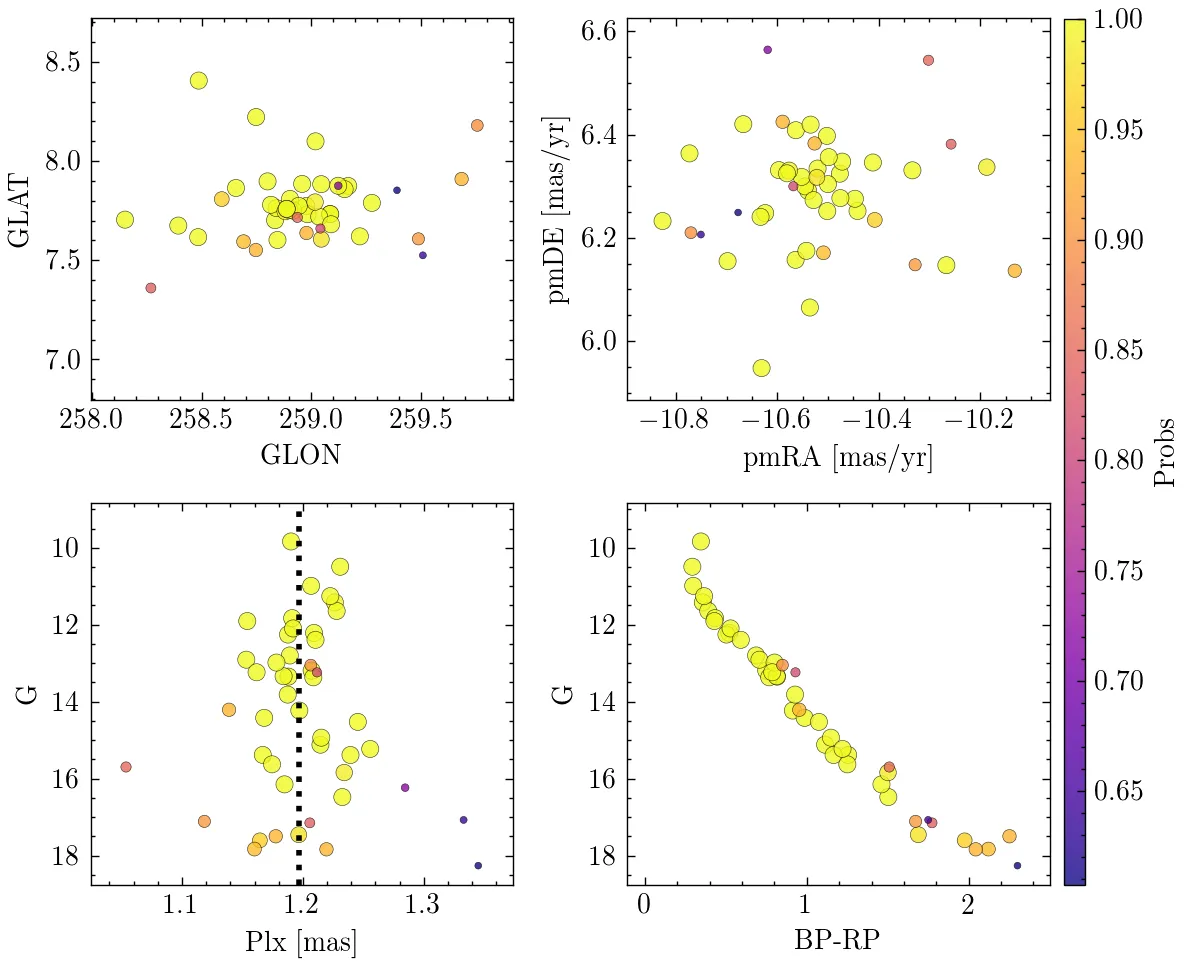 8.5
8.0
7.5
7.0
GLAT
258.0 258.5 259.0 259.5
GLON
6.6
6.4
6.2
6.0
pmDE [mas/yr]
−10.8 −10.6 −10.4 −10.2
pmRA [mas/yr]
10
12
14
16
18
G
1.1 1.2 1.3
Plx [mas]
10
12
14
16
18
G
0 1 2
BP-RP
1.00
0.95
0.90
0.85
0.80
0.75
0.70
0.65
Probs